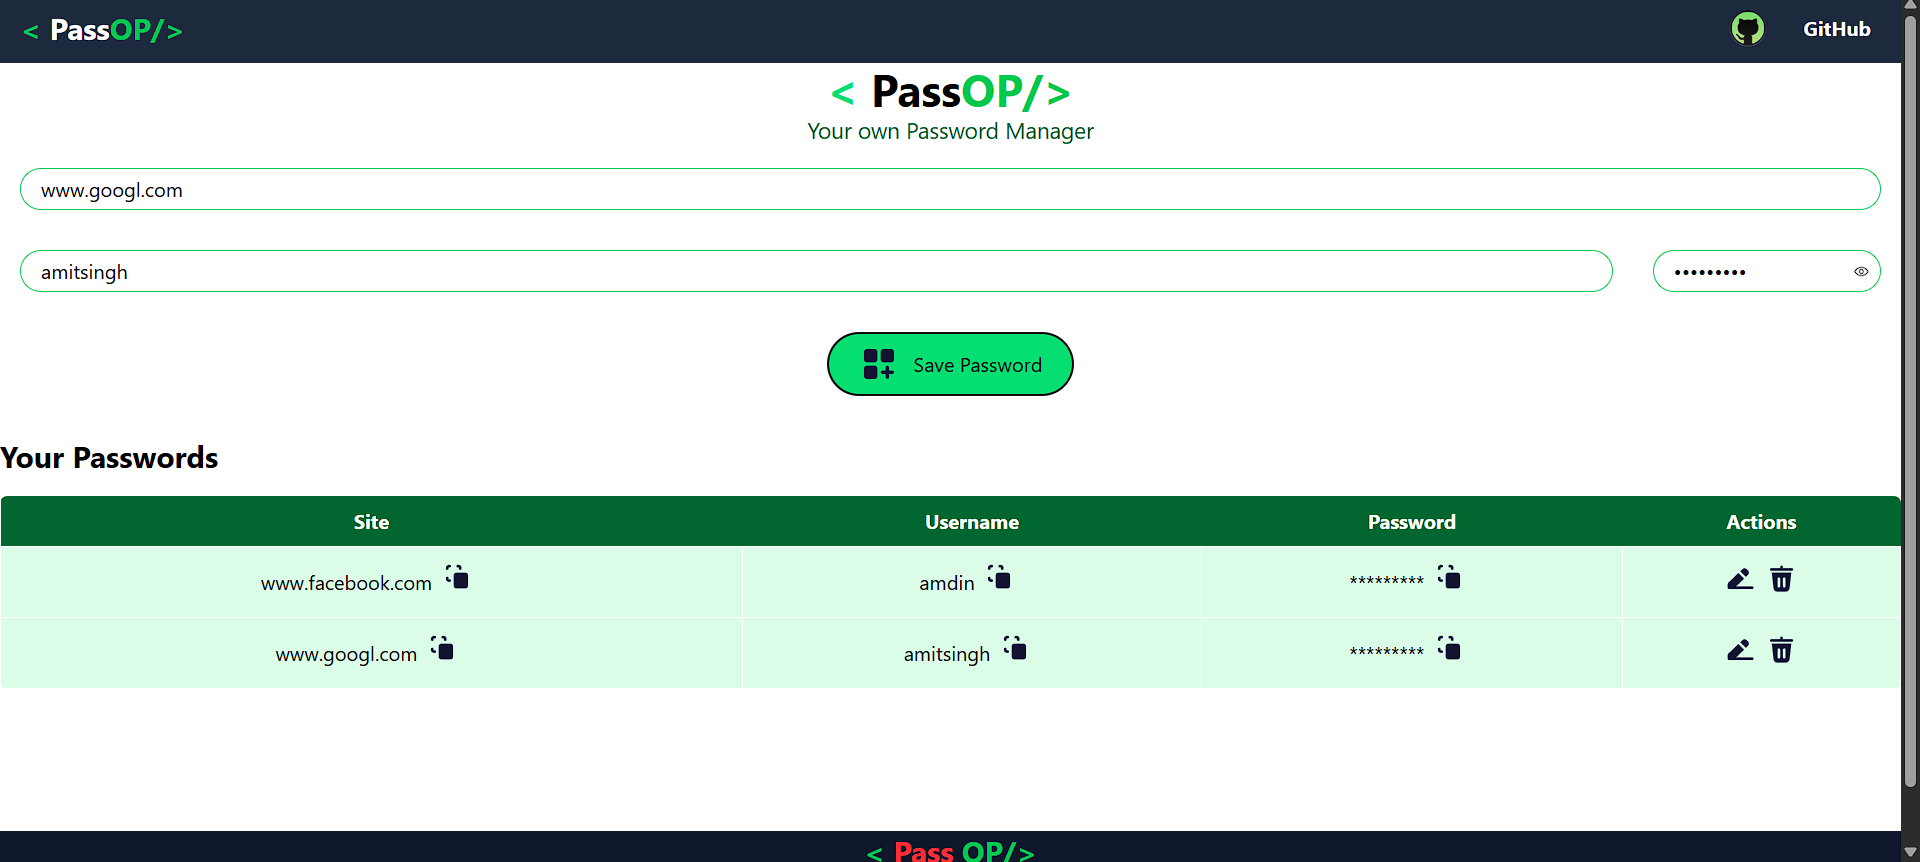 < PassOP/> GitHub
< PassOP/>
Your own Password Manager
www.googl.com
amitsingh •••••••••
Save Password
Your Passwords
Site Username Password Actions
www.facebook.com amdin *********
www.googl.com amitsingh *********
< Pass OP/>